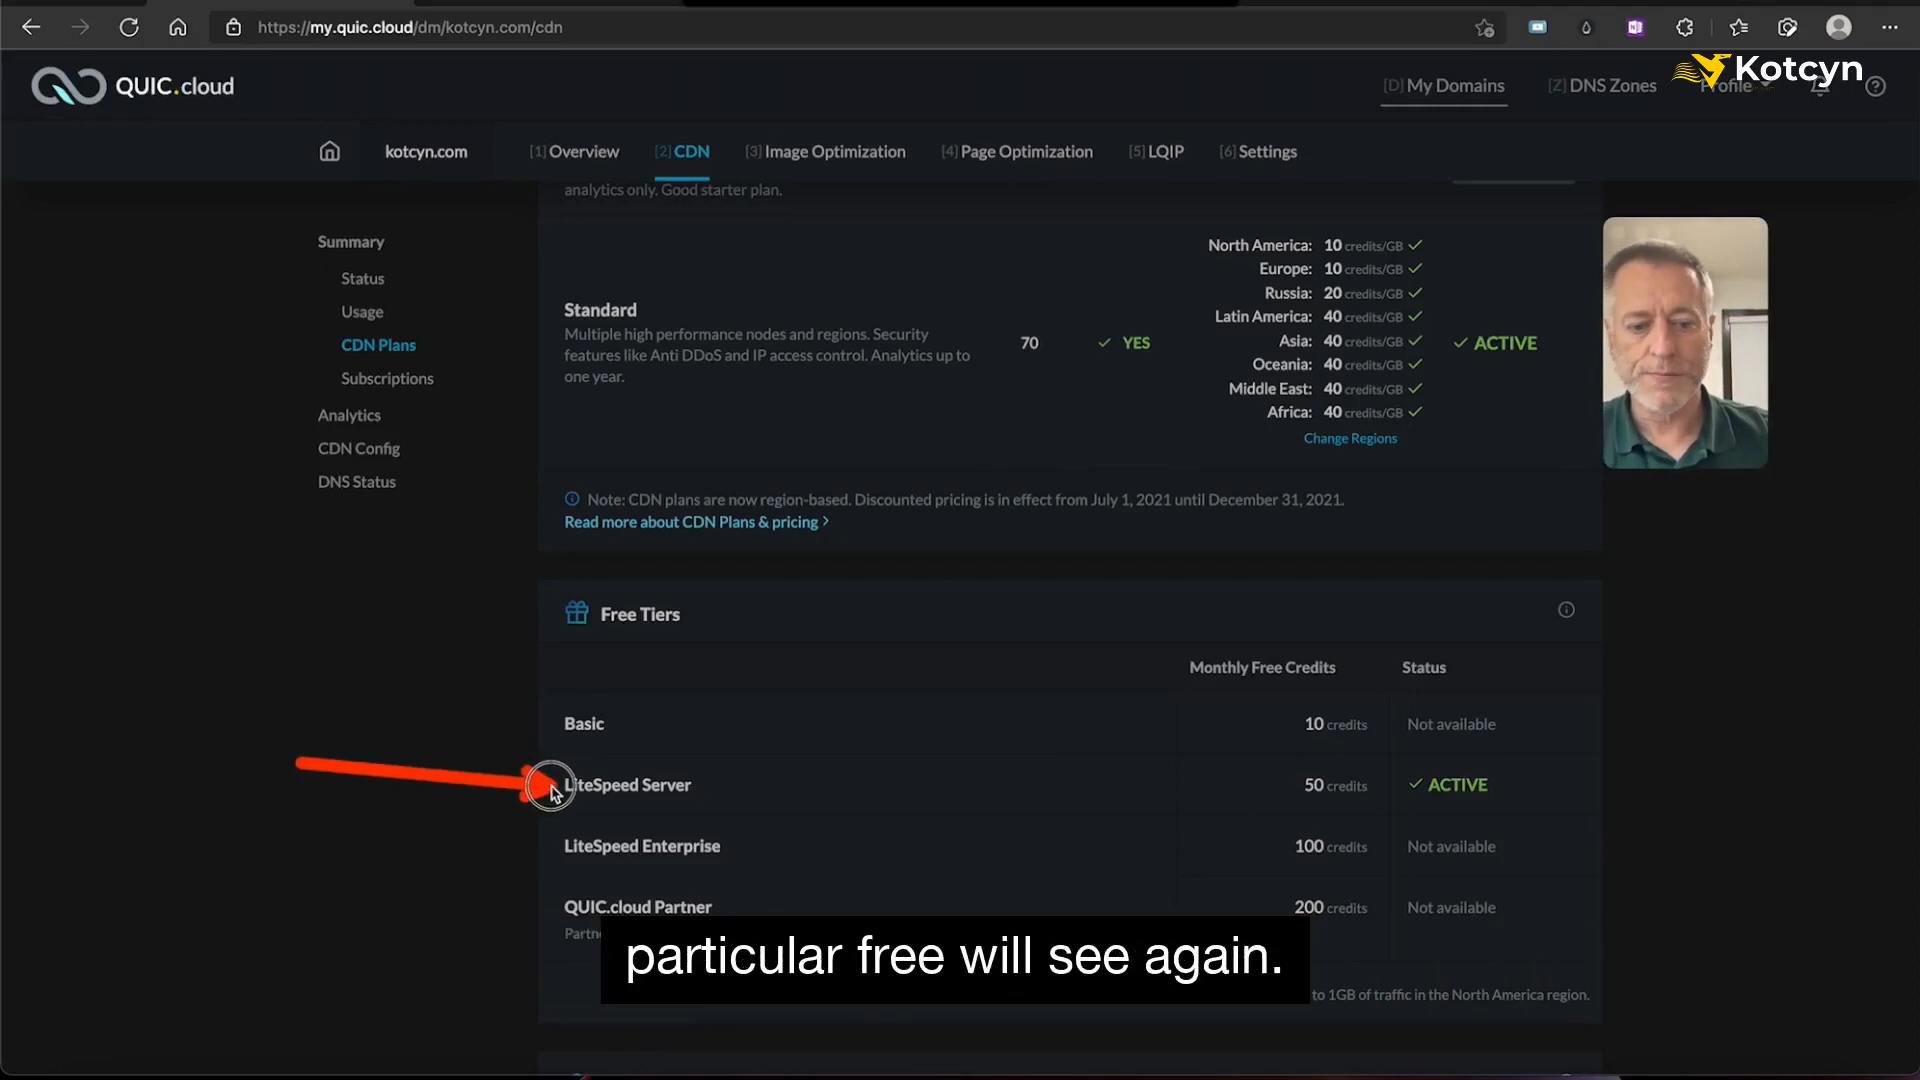 https://my.quic.cloud/dm/kotcyn.com/cdn
Kotcyn
QUIC.cloud
[D] My Domains
[Z] DNS Zones
Profile
kotcyn.com
[1] Overview
[2] CDN
[3] Image Optimization
[4] Page Optimization
[5] LQIP
[6] Settings
Summary
Status
Usage
CDN Plans
Subscriptions
Analytics
CDN Config
DNS Status
analytics only. Good starter plan.
Standard
Multiple high performance nodes and regions. Security
features like Anti DDoS and IP access control. Analytics up to
one year.
70
YES
North America: 10 credits/GB
Europe: 10 credits/GB
Russia: 20 credits/GB
Latin America: 40 credits/GB
Asia: 40 credits/GB
Oceania: 40 credits/GB
Middle East: 40 credits/GB
Africa: 40 credits/GB
Change Regions
ACTIVE
Note: CDN plans are now region-based. Discounted pricing is in effect from July 1, 2021 until December 31, 2021.
Read more about CDN Plans & pricing
Free Tiers
Monthly Free Credits Status
Basic 10 credits Not available
LiteSpeed Server 50 credits ACTIVE
LiteSpeed Enterprise 100 credits Not available
QUIC.cloud Partner 200 credits Not available
particular free will see again.
to 1GB of traffic in the North America region.